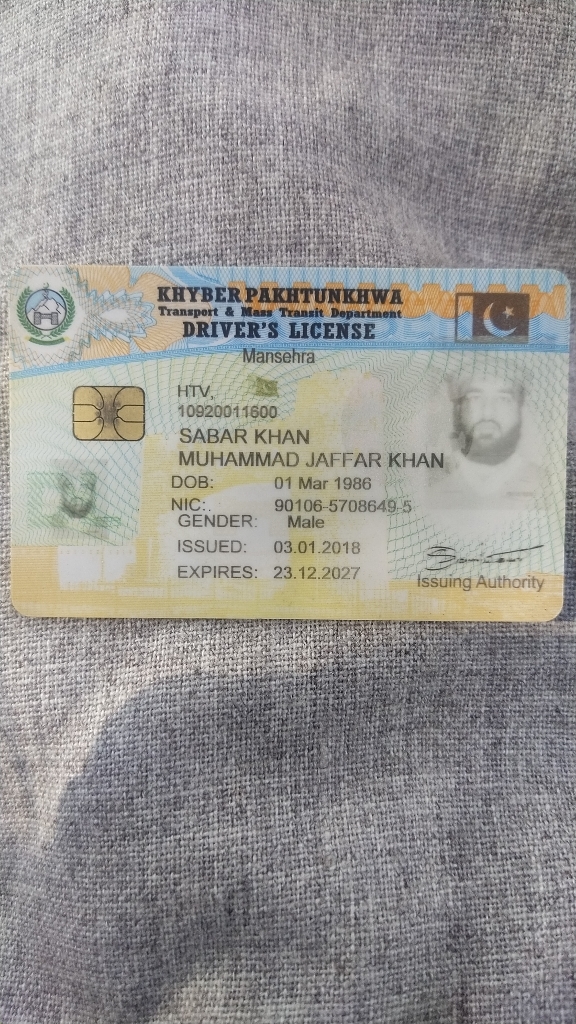 KHYBER PAKHTUNKHWA
Transport & Mass Transit Department
DRIVER'S LICENSE
Mansehra
HTV,
10920011600
SABAR KHAN
MUHAMMAD JAFFAR KHAN
DOB: 01 Mar 1986
NIC:. 90106-5708649-5
GENDER: Male
ISSUED: 03.01.2018
EXPIRES: 23.12.2027
Issuing Authority